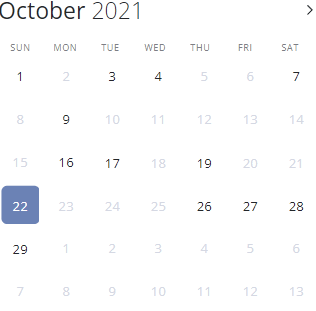 October 2021
SUN MON TUE WED THU FRI SAT
1 2 3 4 5 6 7
8 9 10 11 12 13 14
15 16 17 18 19 20 21
22 23 24 25 26 27 28
29 1 2 3 4 5 6
7 8 9 10 11 12 13